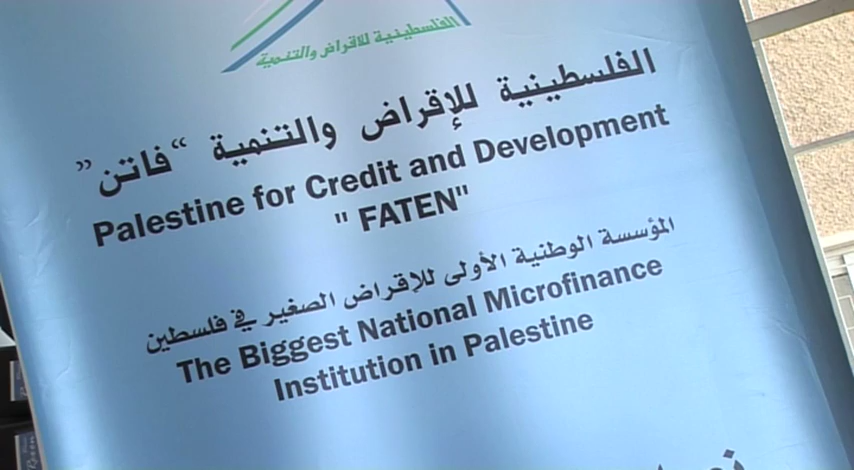 الفلسطينية للاقراض والتنمية
الفلسطينية للإقراض والتنمية “فاتن”
Palestine for Credit and Development
" FATEN"
المؤسسة الوطنية الأولى للإقراض الصغير في فلسطين
The Biggest National Microfinance
Institution in Palestine